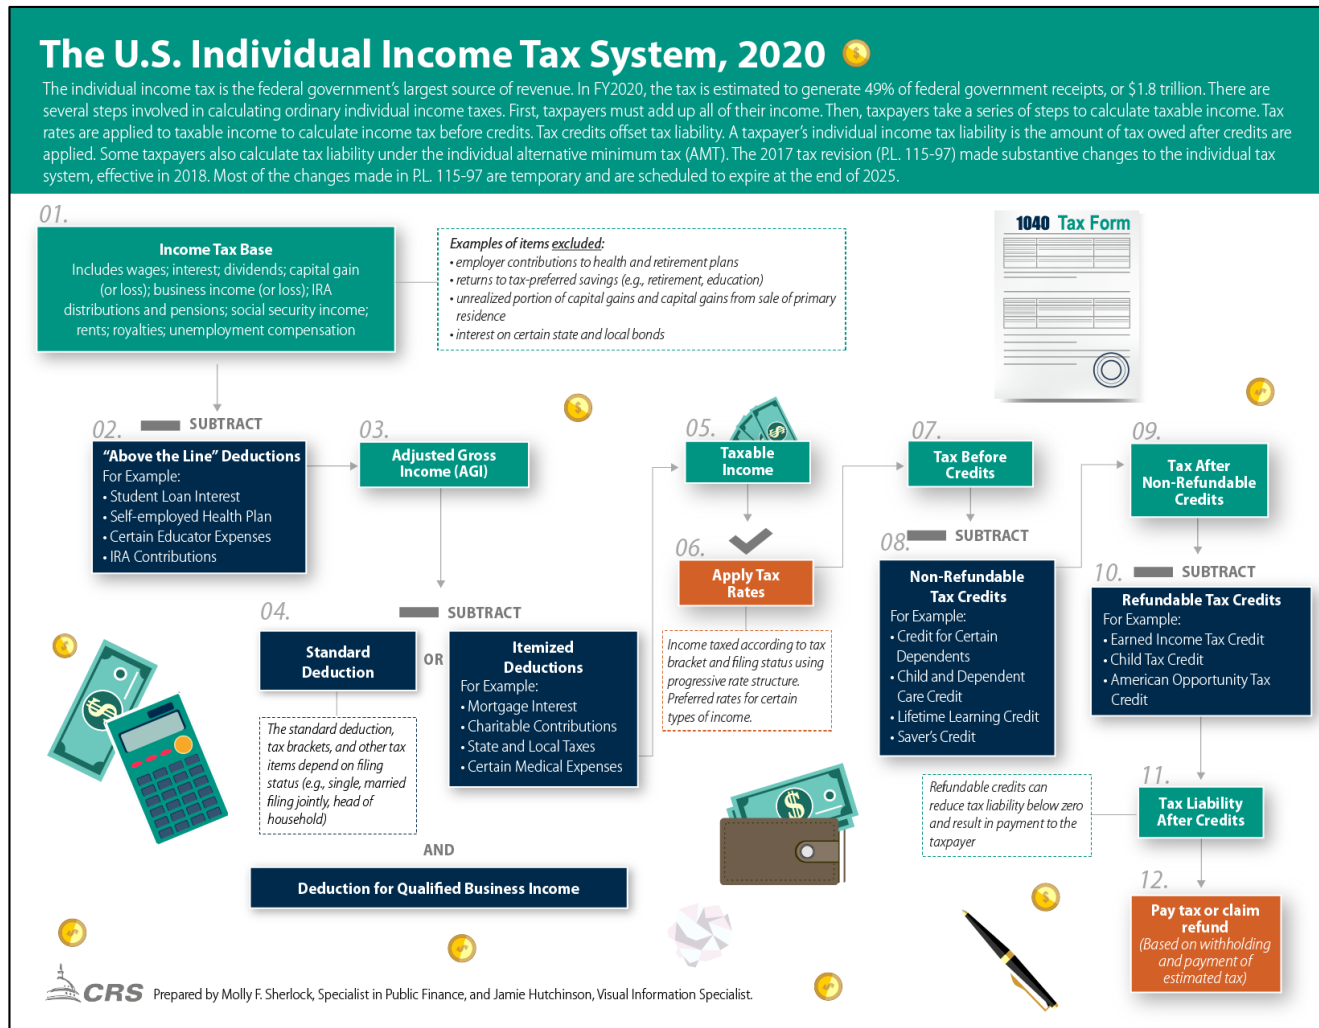 The U.S. Individual Income Tax System, 2020
The individual income tax is the federal government's largest source of revenue. In FY2020, the tax is estimated to generate 49% of federal government receipts, or $1.8 trillion. There are
several steps involved in calculating ordinary individual income taxes. First, taxpayers must add up all of their income. Then, taxpayers take a series of steps to calculate taxable income. Tax
rates are applied to taxable income to calculate income tax before credits. Tax credits offset tax liability. A taxpayer's individual income tax liability is the amount of tax owed after credits are
applied. Some taxpayers also calculate tax liability under the individual alternative minimum tax (AMT). The 2017 tax revision (P.L. 115-97) made substantive changes to the individual tax
system, effective in 2018. Most of the changes made in P.L. 115-97 are temporary and are scheduled to expire at the end of 2025.
01.
Income Tax Base
Includes wages; interest; dividends; capital gain
(or loss); business income (or loss); IRA
distributions and pensions; social security income;
rents; royalties; unemployment compensation
Examples of items excluded:
• employer contributions to health and retirement plans
• returns to tax-preferred savings (e.g., retirement, education)
• unrealized portion of capital gains and capital gains from sale of primary
residence
• interest on certain state and local bonds
1040 Tax Form
SUBTRACT
02.
"Above the Line" Deductions
For Example:
• Student Loan Interest
• Self-employed Health Plan
• Certain Educator Expenses
• IRA Contributions
03.
Adjusted Gross
Income (AGI)
SUBTRACT
04.
Standard
Deduction
OR
Itemized
Deductions
For Example:
• Mortgage Interest
• Charitable Contributions
• State and Local Taxes
• Certain Medical Expenses
The standard deduction,
tax brackets, and other tax
items depend on filing
status (e.g., single, married
filing jointly, head of
household)
AND
Deduction for Qualified Business Income
05.
Taxable
Income
06.
Apply Tax
Rates
Income taxed according to tax
bracket and filing status using
progressive rate structure.
Preferred rates for certain
types of income.
07.
Tax Before
Credits
SUBTRACT
08.
Non-Refundable
Tax Credits
For Example:
• Credit for Certain
Dependents
• Child and Dependent
Care Credit
• Lifetime Learning Credit
• Saver's Credit
09.
Tax After
Non-Refundable
Credits
SUBTRACT
10.
Refundable Tax Credits
For Example:
• Earned Income Tax Credit
• Child Tax Credit
• American Opportunity Tax
Credit
11.
Tax Liability
After Credits
Refundable credits can
reduce tax liability below zero
and result in payment to the
taxpayer
12.
Pay tax or claim
refund
(Based on withholding
and payment of
estimated tax)
CRS
Prepared by Molly F. Sherlock, Specialist in Public Finance, and Jamie Hutchinson, Visual Information Specialist.